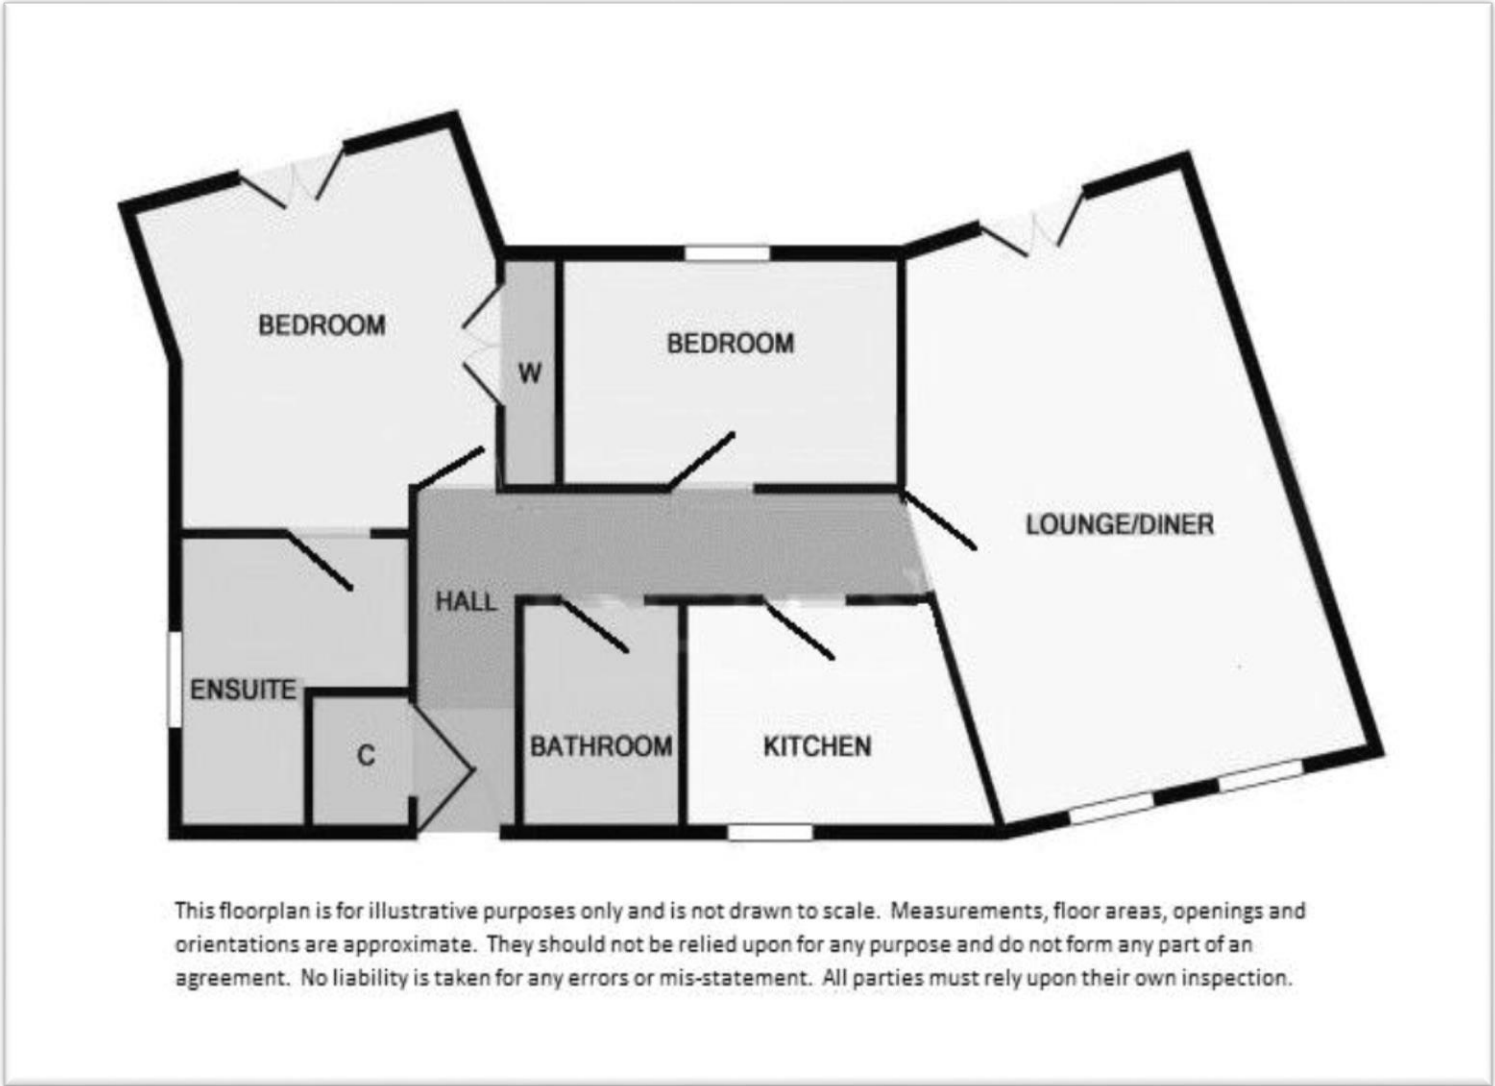 BEDROOM
BEDROOM
W
LOUNGE/DINER
HALL
ENSUITE
C
BATHROOM
KITCHEN
This floorplan is for illustrative purposes only and is not drawn to scale.  Measurements, floor areas, openings and
orientations are approximate.  They should not be relied upon for any purpose and do not form any part of an
agreement.  No liability is taken for any errors or mis-statement.  All parties must rely upon their own inspection.